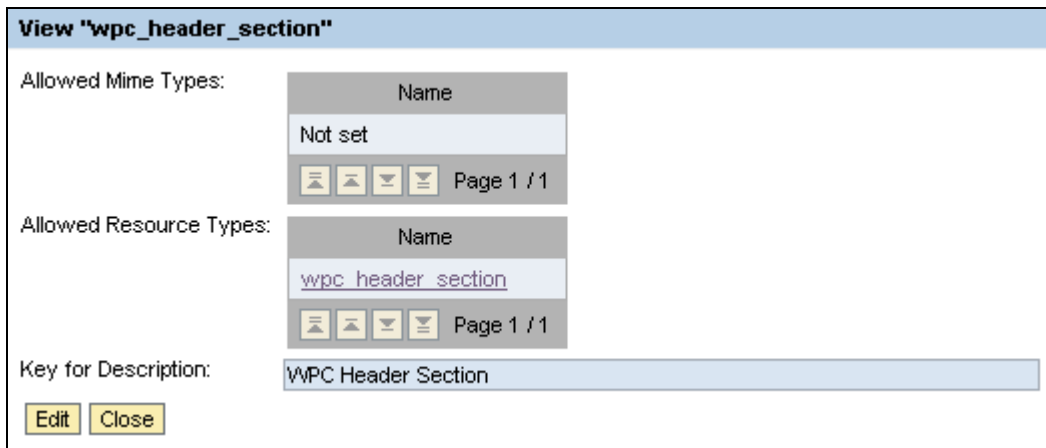 View "wpc_header_section"
Allowed Mime Types:
Name
Not set
Page 1 / 1
Allowed Resource Types:
Name
wpc_header_section
Page 1 / 1
Key for Description:
WPC Header Section
Edit Close